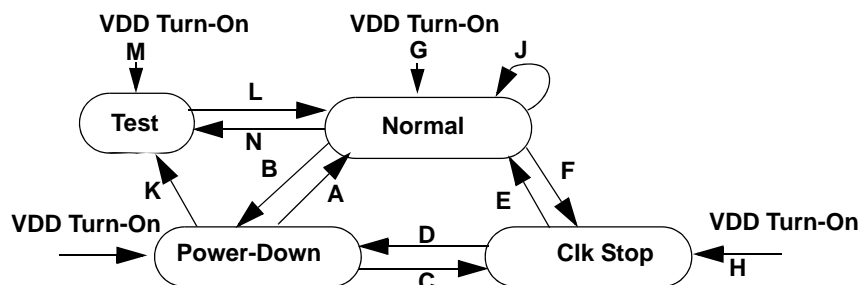 VDD Turn-On
M
VDD Turn-On
G
J
L
Test
Normal
N
B
F
K
A
E
VDD Turn-On
VDD Turn-On
D
Power-Down
Clk Stop
H
C